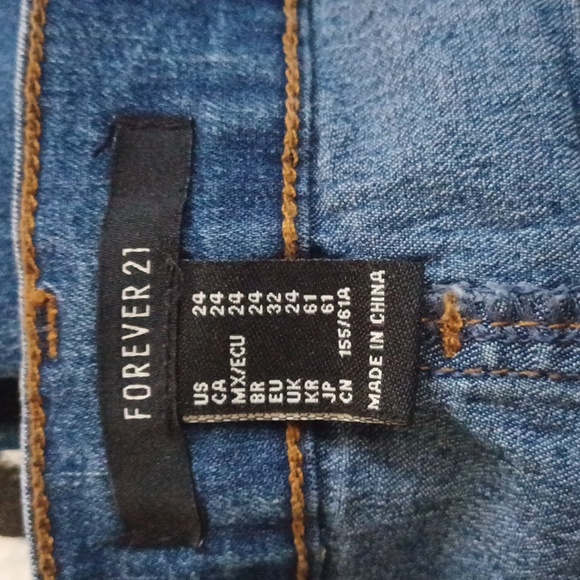 FOREVER 21
US 24
CA 24
MX/ECU 24
BR 24
EU 32
UK 24
KR 61
JP 61
CN 155/61A
MADE IN CHINA